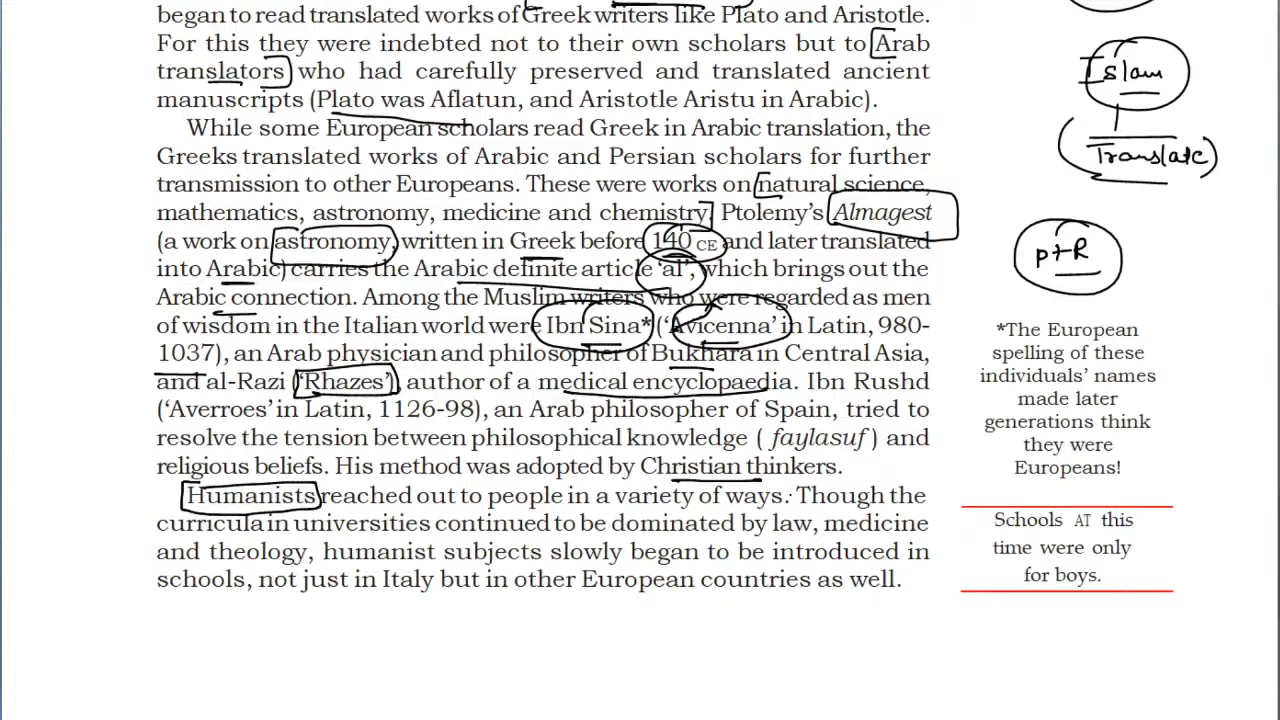 began to read translated works of Greek writers like Plato and Aristotle.
For this they were indebted not to their own scholars but to Arab
translators who had carefully preserved and translated ancient
manuscripts (Plato was Aflatun, and Aristotle Aristu in Arabic).
While some European scholars read Greek in Arabic translation, the
Greeks translated works of Arabic and Persian scholars for further
transmission to other Europeans. These were works on natural science,
mathematics, astronomy, medicine and chemistry. Ptolemy's Almagest
(a work on astronomy, written in Greek before 140 CE and later translated
into Arabic) carries the Arabic definite article 'al', which brings out the
Arabic connection. Among the Muslim writers who were regarded as men
of wisdom in the Italian world were Ibn Sina* ('Avicenna' in Latin, 980-
1037), an Arab physician and philosopher of Bukhara in Central Asia,
and al-Razi ('Rhazes'), author of a medical encyclopaedia. Ibn Rushd
('Averroes' in Latin, 1126-98), an Arab philosopher of Spain, tried to
resolve the tension between philosophical knowledge ( faylasuf ) and
religious beliefs. His method was adopted by Christian thinkers.
Humanists reached out to people in a variety of ways. Though the
curricula in universities continued to be dominated by law, medicine
and theology, humanist subjects slowly began to be introduced in
schools, not just in Italy but in other European countries as well.
Islam
Translate
P+R
*The European
spelling of these
individuals' names
made later
generations think
they were
Europeans!
Schools AT this
time were only
for boys.